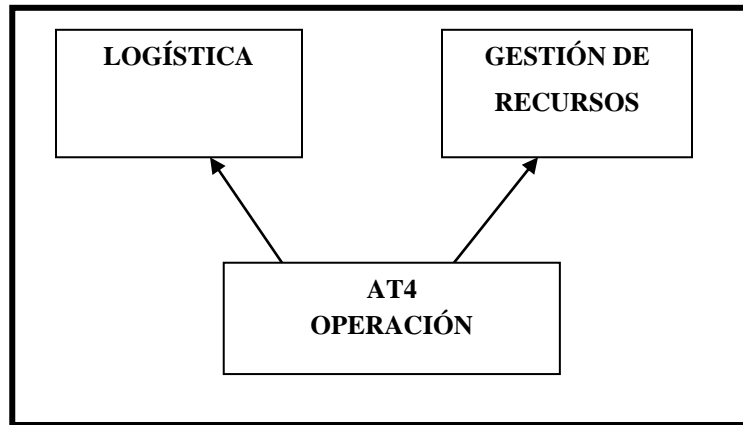 LOGÍSTICA
GESTIÓN DE
RECURSOS
AT4
OPERACIÓN